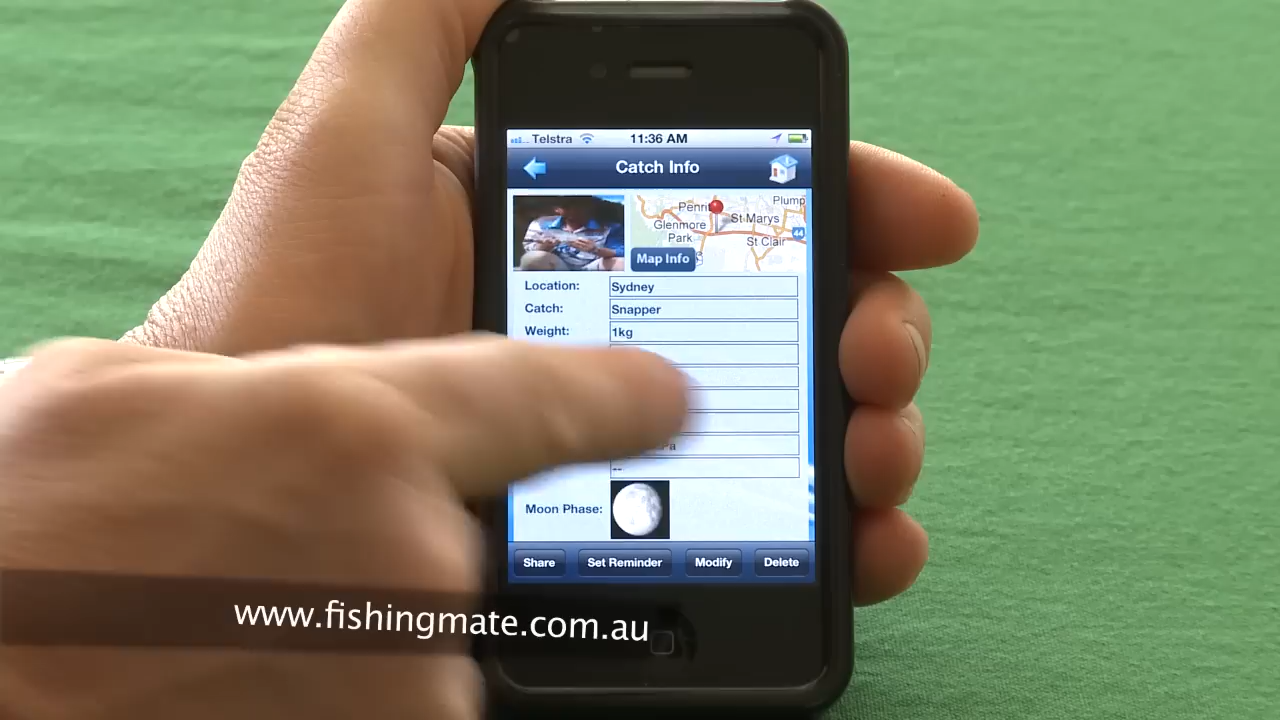 Telstra 11:36 AM
Catch Info
Penri Plump
Glenmore Park St Marys
St Clair 44
Map Info
Location: Sydney
Catch: Snapper
Weight: 1kg
Pa
--
Moon Phase:
Share Set Reminder Modify Delete
www.fishingmate.com.au